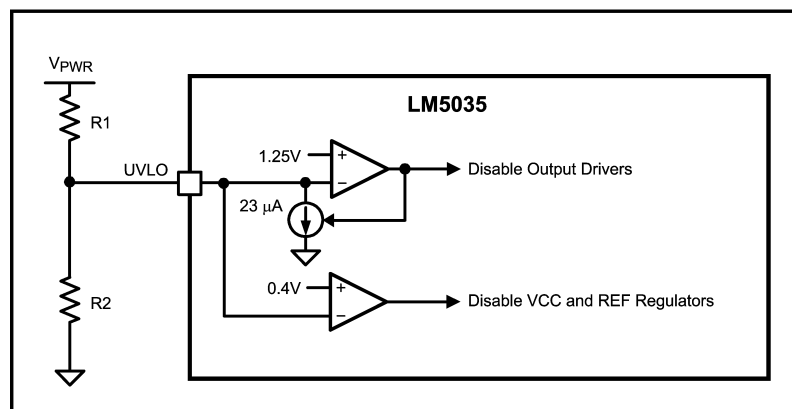 VPWR
LM5035
R1
1.25V
+
−
Disable Output Drivers
UVLO
23 μA
R2
0.4V
+
−
Disable VCC and REF Regulators